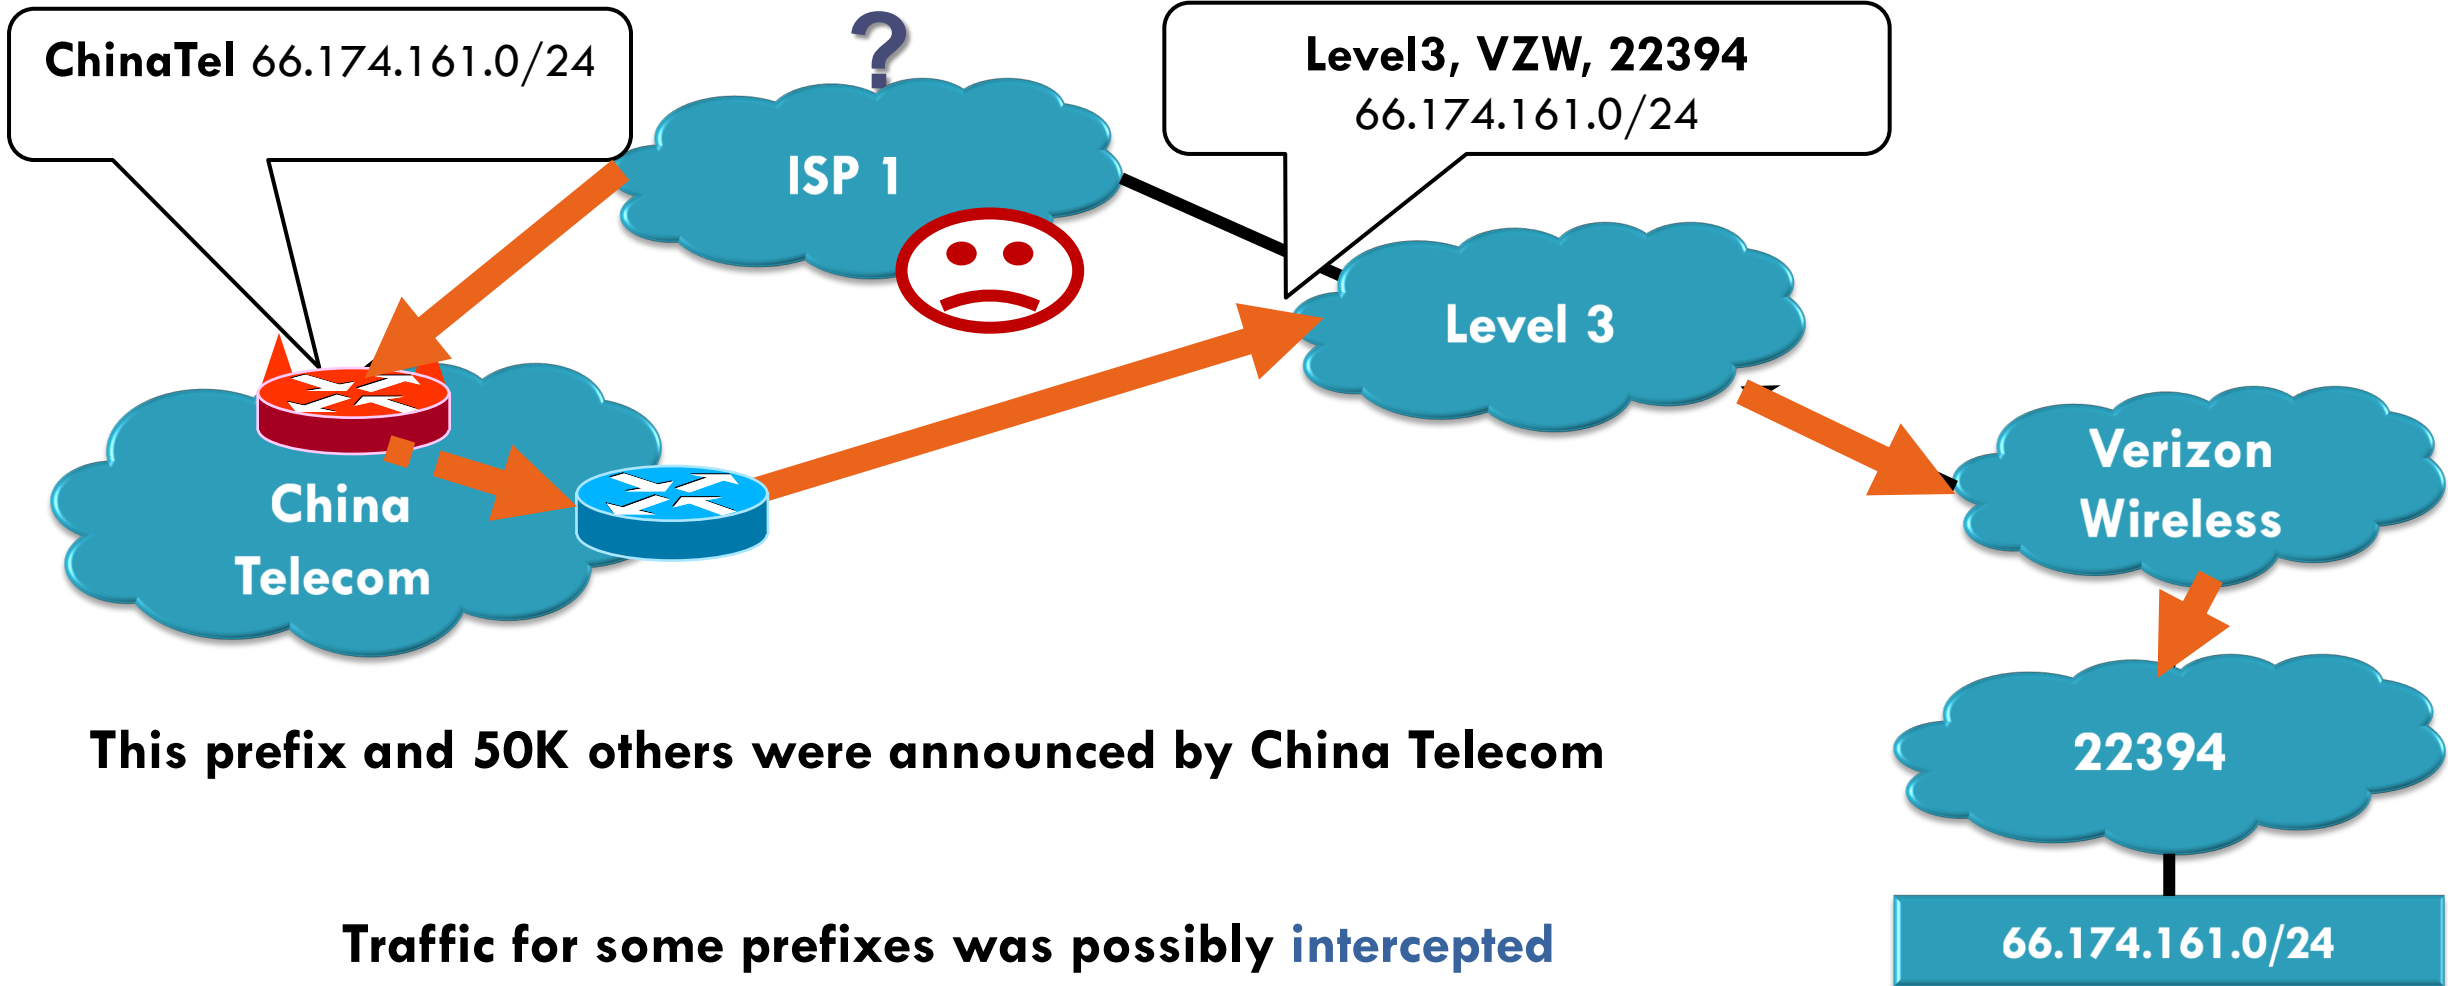 ChinaTel 66.174.161.0/24
?
Level3, VZW, 22394
66.174.161.0/24
ISP 1
Level 3
China
Telecom
Verizon
Wireless
22394
This prefix and 50K others were announced by China Telecom
66.174.161.0/24
Traffic for some prefixes was possibly intercepted